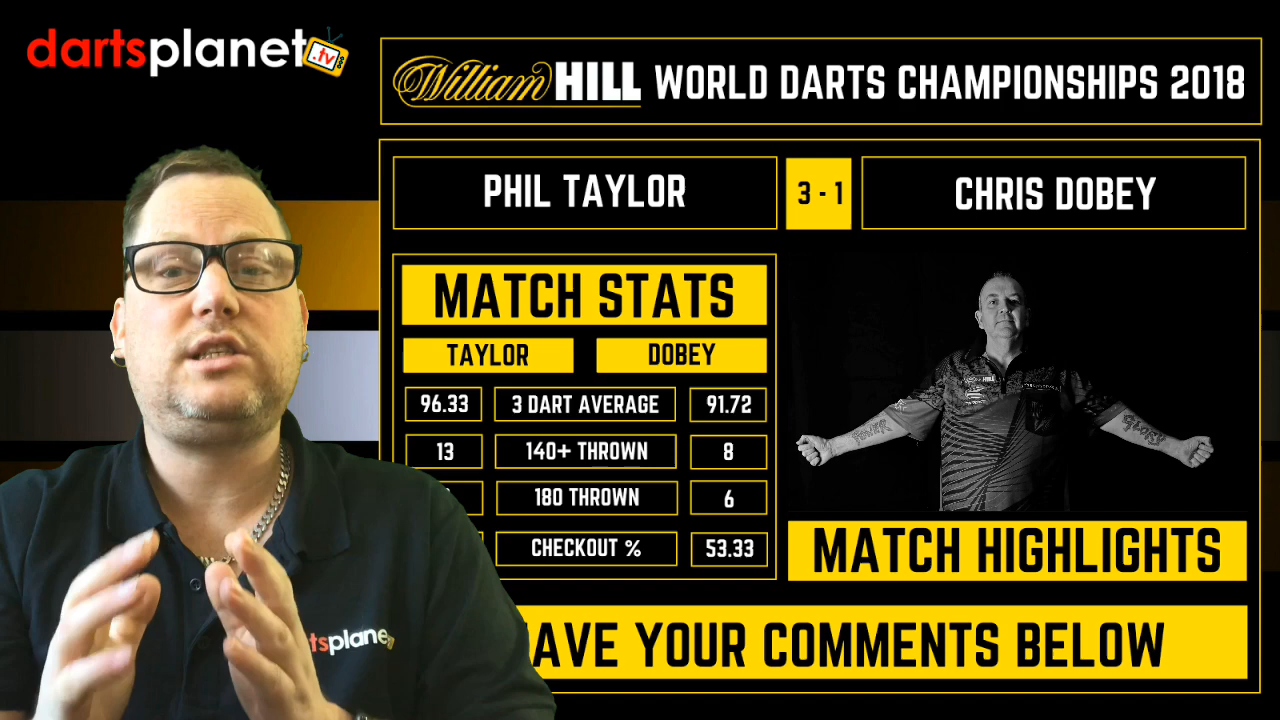 dartsplanet
.tv
William HILL WORLD DARTS CHAMPIONSHIPS 2018
PHIL TAYLOR
3 - 1
CHRIS DOBEY
MATCH STATS
TAYLOR
DOBEY
96.33
3 DART AVERAGE
91.72
13
140+ THROWN
8
180 THROWN
6
CHECKOUT %
53.33
POWER
GLORY
MATCH HIGHLIGHTS
AVE YOUR COMMENTS BELOW
tsplane